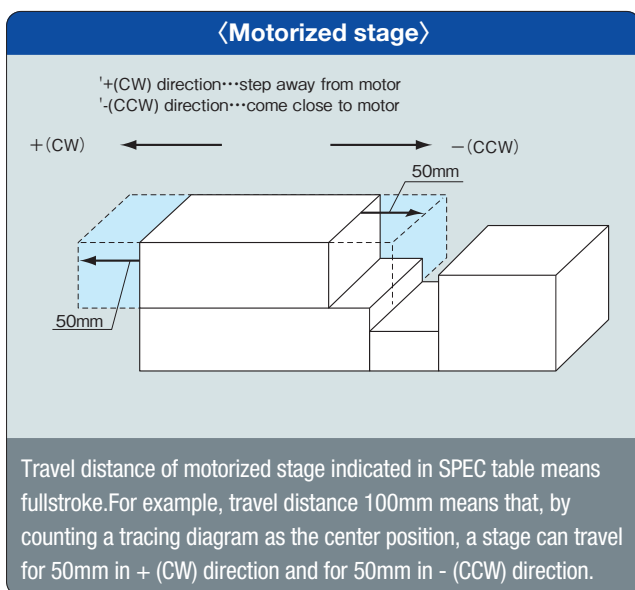 〈Motorized stage〉
'+(CW) direction…step away from motor
'-(CCW) direction…come close to motor
+(CW)
−(CCW)
50mm
50mm
Travel distance of motorized stage indicated in SPEC table means
fullstroke.For example, travel distance 100mm means that, by
counting a tracing diagram as the center position, a stage can travel
for 50mm in + (CW) direction and for 50mm in - (CCW) direction.